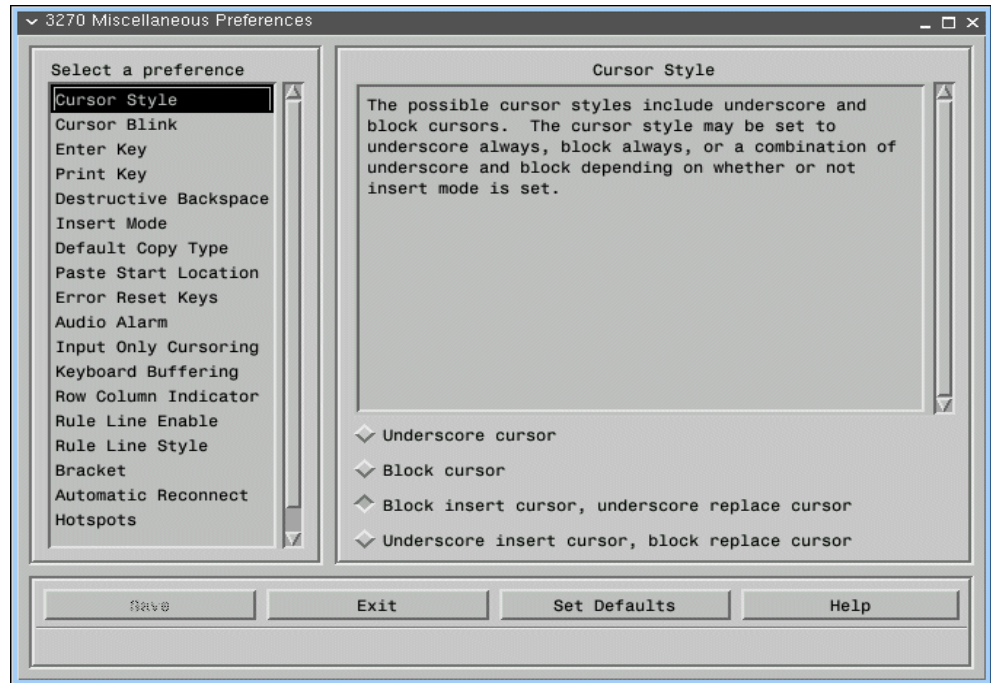 3270 Miscellaneous Preferences
Select a preference
Cursor Style
Cursor Blink
Enter Key
Print Key
Destructive Backspace
Insert Mode
Default Copy Type
Paste Start Location
Error Reset Keys
Audio Alarm
Input Only Cursoring
Keyboard Buffering
Row Column Indicator
Rule Line Enable
Rule Line Style
Bracket
Automatic Reconnect
Hotspots
Cursor Style
The possible cursor styles include underscore and
block cursors.  The cursor style may be set to
underscore always, block always, or a combination of
underscore and block depending on whether or not
insert mode is set.
Underscore cursor
Block cursor
Block insert cursor, underscore replace cursor
Underscore insert cursor, block replace cursor
Save
Exit
Set Defaults
Help